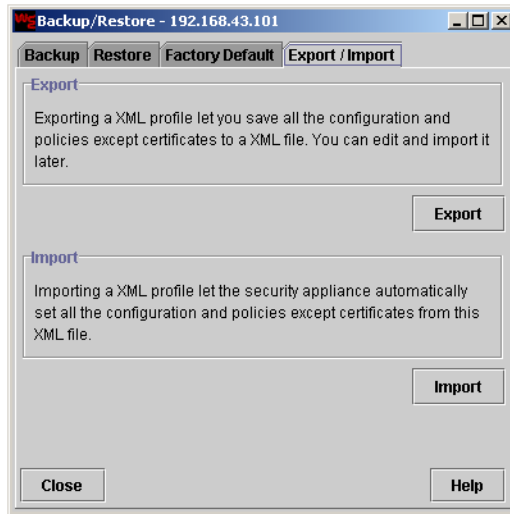 Backup/Restore - 192.168.43.101
Backup Restore Factory Default Export / Import
Export
Exporting a XML profile let you save all the configuration and
policies except certificates to a XML file. You can edit and import it
later.
Export
Import
Importing a XML profile let the security appliance automatically
set all the configuration and policies except certificates from this
XML file.
Import
Close Help